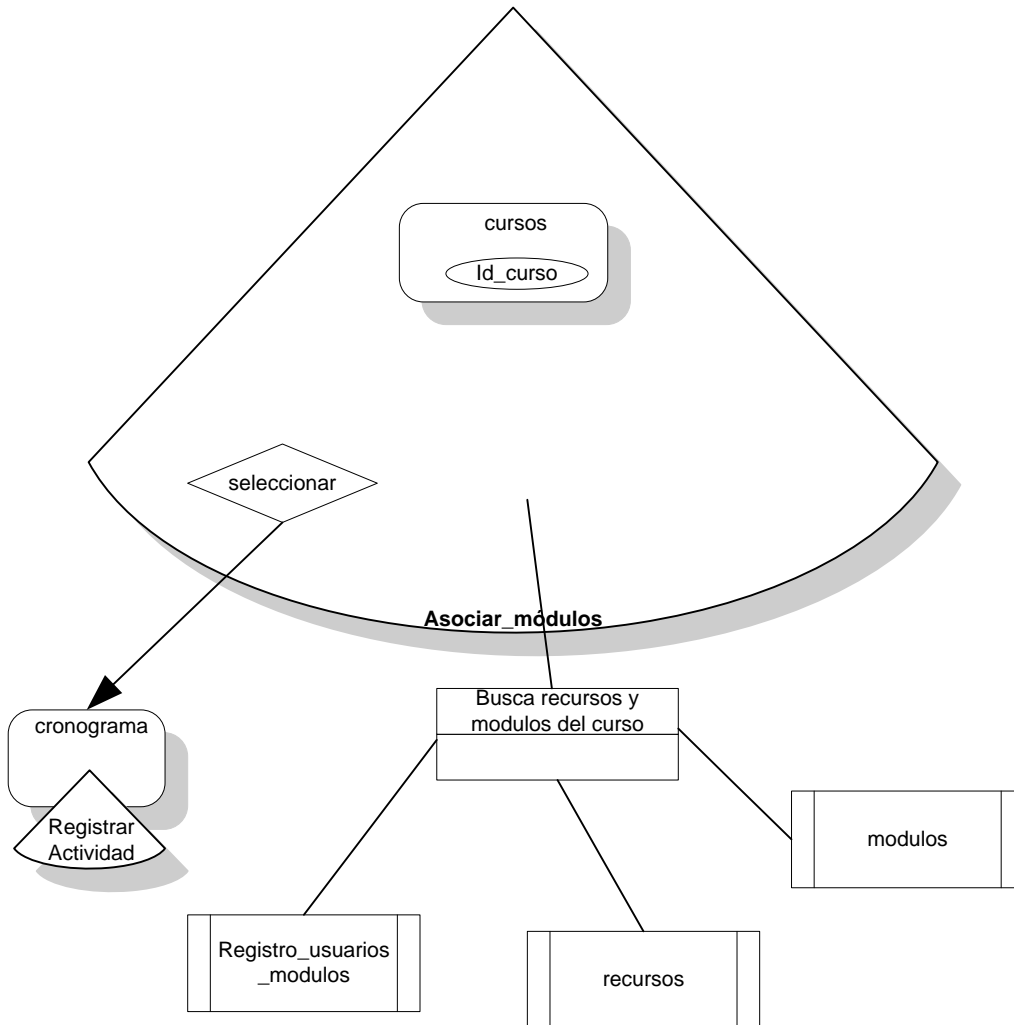 cursos
Id_curso
seleccionar
Asociar_módulos
Busca recursos y
modulos del curso
cronograma
Registrar
Actividad
modulos
Registro_usuarios
_modulos
recursos